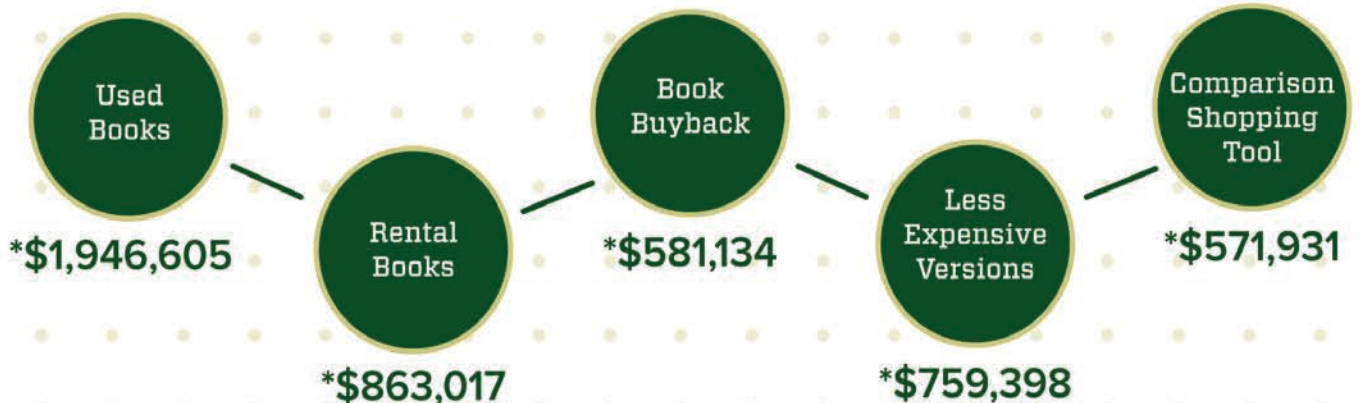 Used
Books
*$1,946,605
Rental
Books
*$863,017
Book
Buyback
*$581,134
Less
Expensive
Versions
*$759,398
Comparison
Shopping
Tool
*$571,931